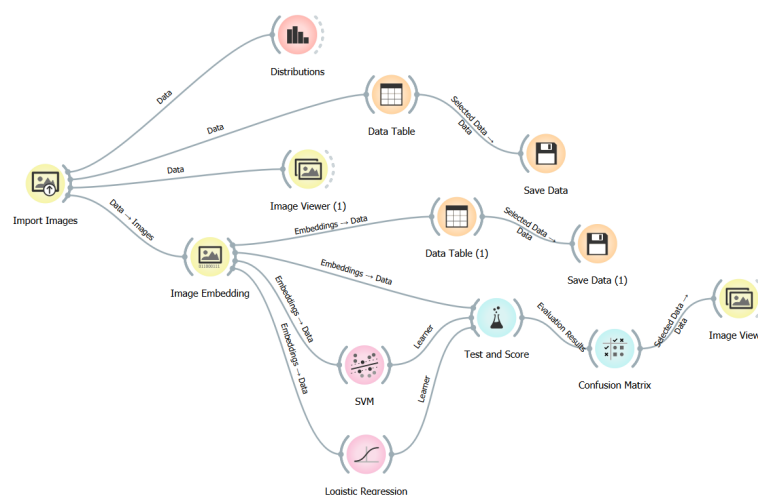 Distributions
Data
Data
Data Table
Selected Data →
Data
Save Data
Data
Import Images
Image Viewer (1)
Data → Images
Embeddings → Data
Data Table (1)
Selected Data →
Data
Save Data (1)
Image Embedding
Embeddings → Data
Embeddings → Data
Embeddings → Data
Learner
Test and Score
Evaluation Results
Confusion Matrix
Selected Data →
Data
Image View
SVM
Learner
Logistic Regression